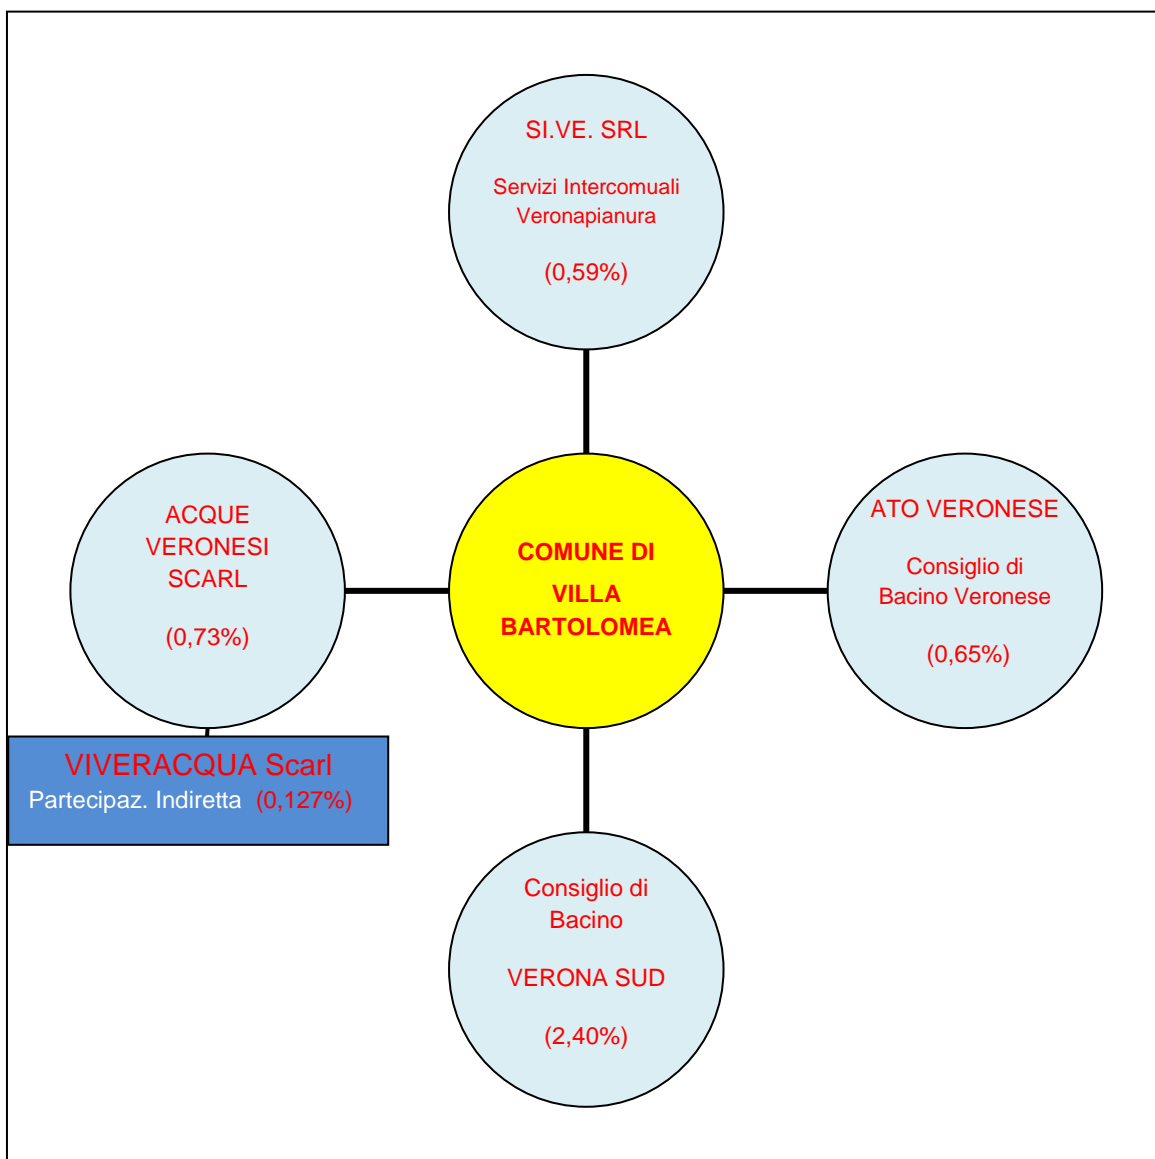 SI.VE. SRL
Servizi Intercomuali
Veronapianura
(0,59%)
ACQUE
VERONESI
SCARL
(0,73%)
COMUNE DI
VILLA
BARTOLOMEA
ATO VERONESE
Consiglio di
Bacino Veronese
(0,65%)
VIVERACQUA Scarl
Partecipaz. Indiretta (0,127%)
Consiglio di
Bacino
VERONA SUD
(2,40%)